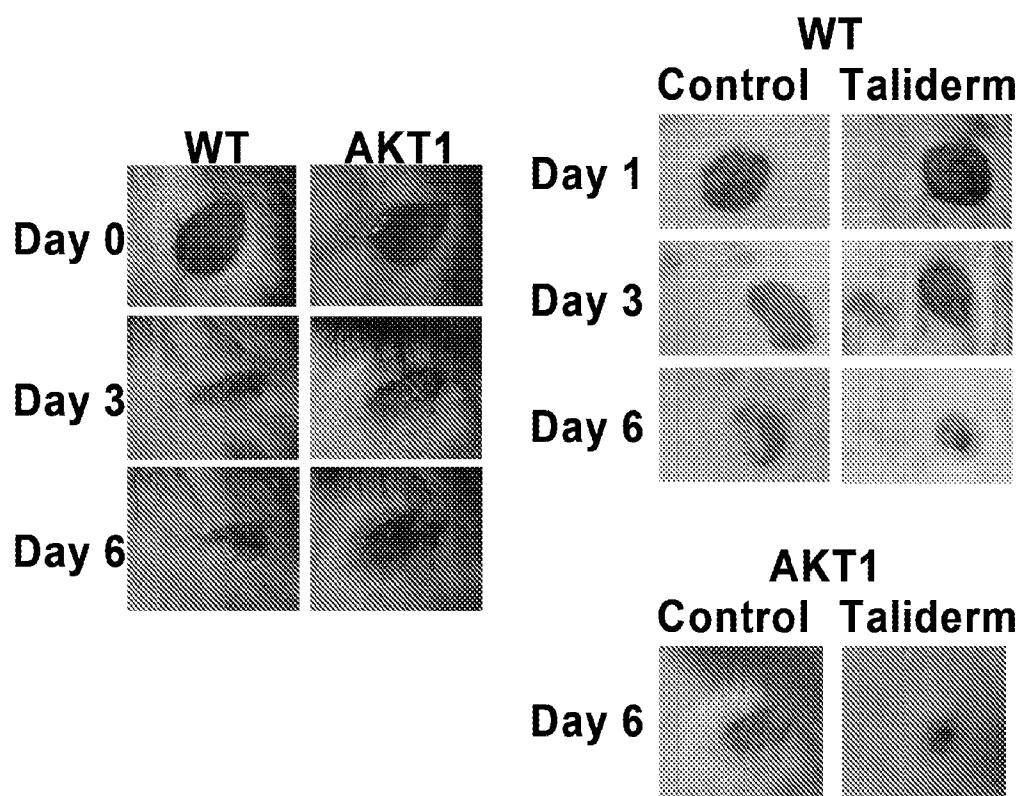 WT AKT1
Day 0
Day 3
Day 6
WT
Control Taliderm
Day 1
Day 3
Day 6
AKT1
Control Taliderm
Day 6